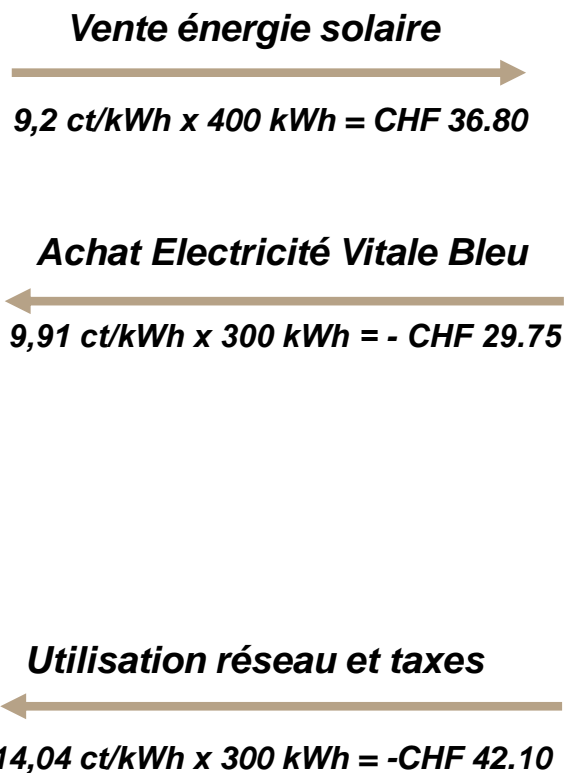 Vente énergie solaire
9,2 ct/kWh x 400 kWh = CHF 36.80
Achat Electricité Vitale Bleu
9,91 ct/kWh x 300 kWh = - CHF 29.75
Utilisation réseau et taxes
14,04 ct/kWh x 300 kWh = -CHF 42.10